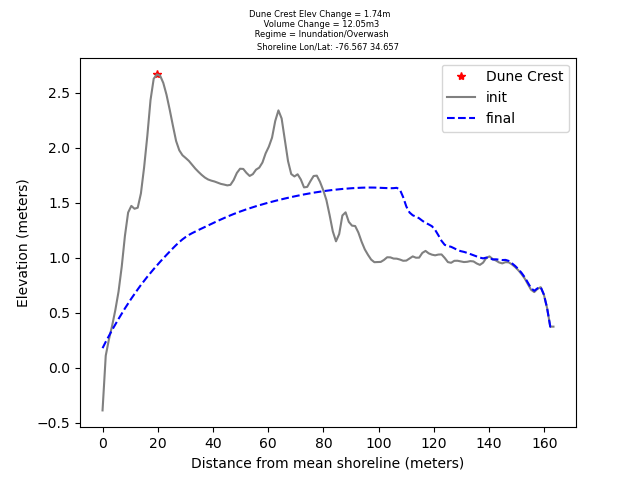 Dune Crest Elev Change = 1.74m
Volume Change = 12.05m3
Regime = Inundation/Overwash
Shoreline Lon/Lat: -76.567 34.657
Dune Crest
init
final
Elevation (meters)
2.5
2.0
1.5
1.0
0.5
0.0
−0.5
0 20 40 60 80 100 120 140 160
Distance from mean shoreline (meters)